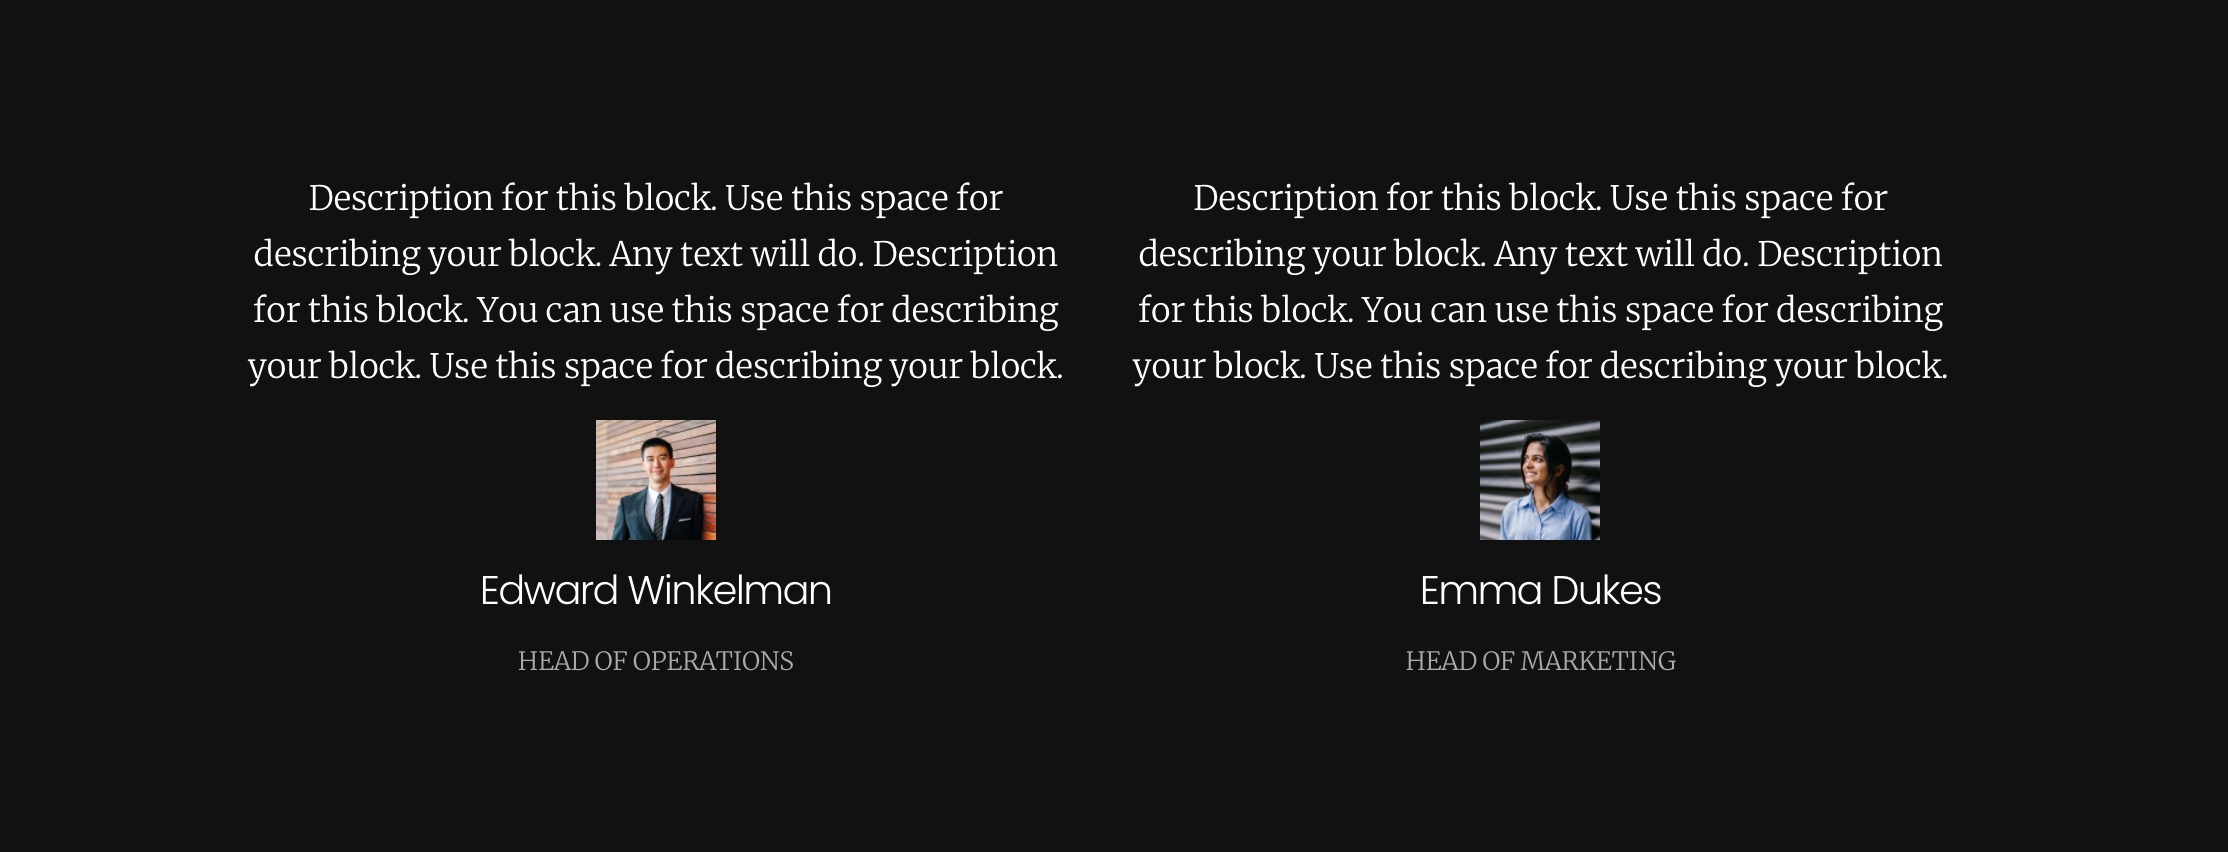 Description for this block. Use this space for
describing your block. Any text will do. Description
for this block. You can use this space for describing
your block. Use this space for describing your block.
Edward Winkelman
HEAD OF OPERATIONS
Description for this block. Use this space for
describing your block. Any text will do. Description
for this block. You can use this space for describing
your block. Use this space for describing your block.
Emma Dukes
HEAD OF MARKETING